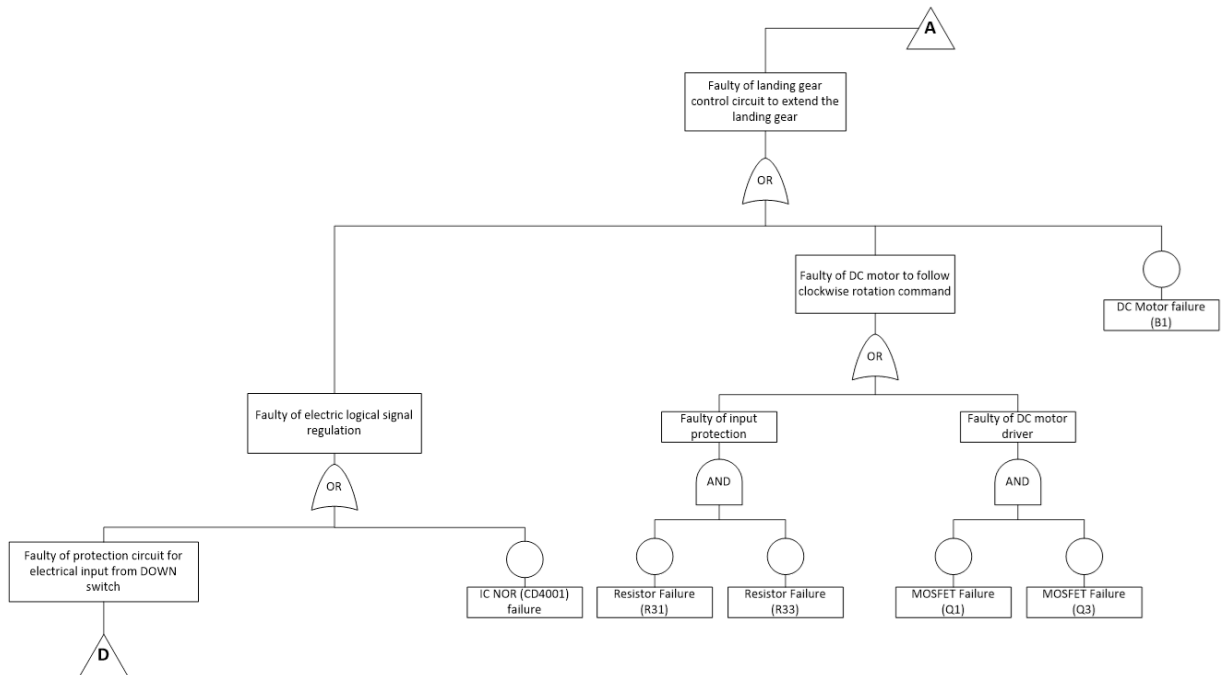 A
Faulty of landing gear
control circuit to extend the
landing gear
OR
Faulty of DC motor to follow
clockwise rotation command
DC Motor failure
(B1)
OR
Faulty of electric logical signal
regulation
Faulty of input
protection
Faulty of DC motor
driver
OR
AND
AND
Faulty of protection circuit for
electrical input from DOWN
switch
IC NOR (CD4001)
failure
Resistor Failure
(R31)
Resistor Failure
(R33)
MOSFET Failure
(Q1)
MOSFET Failure
(Q3)
D